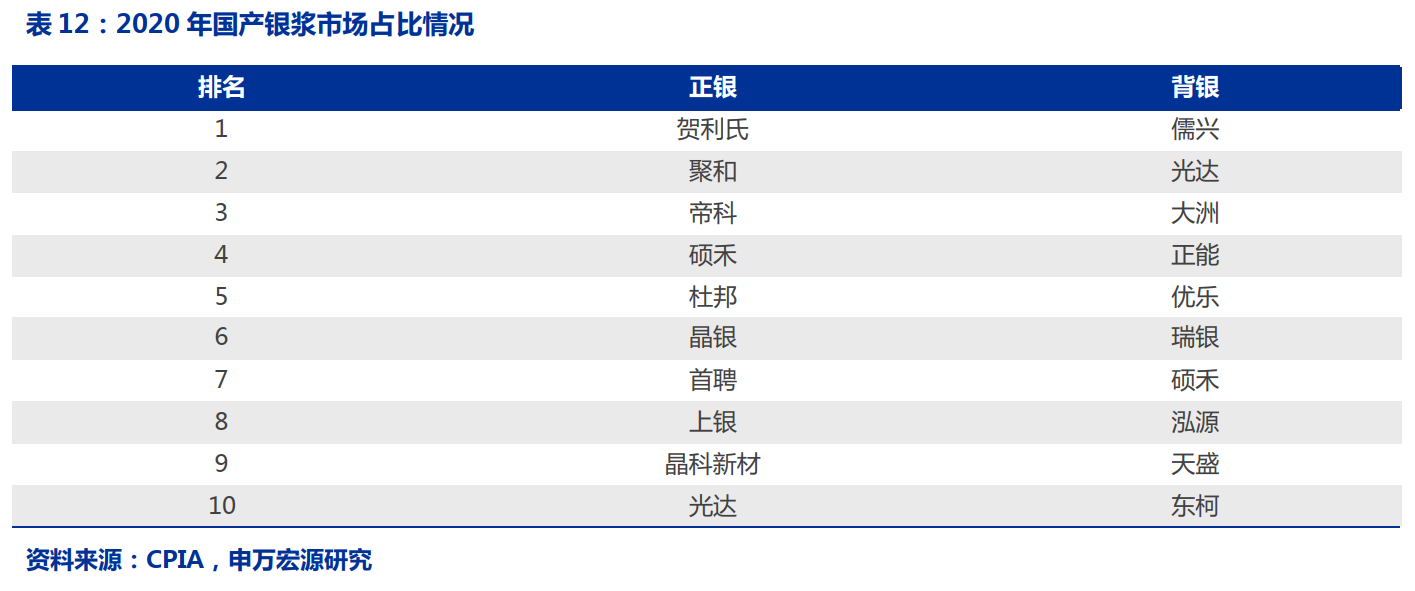 表 12：2020 年国产银浆市场占比情况
排名 正银 背银
1 贺利氏 儒兴
2 聚和 光达
3 帝科 大洲
4 硕禾 正能
5 杜邦 优乐
6 晶银 瑞银
7 首聘 硕禾
8 上银 泓源
9 晶科新材 天盛
10 光达 东柯
资料来源：CPIA，申万宏源研究